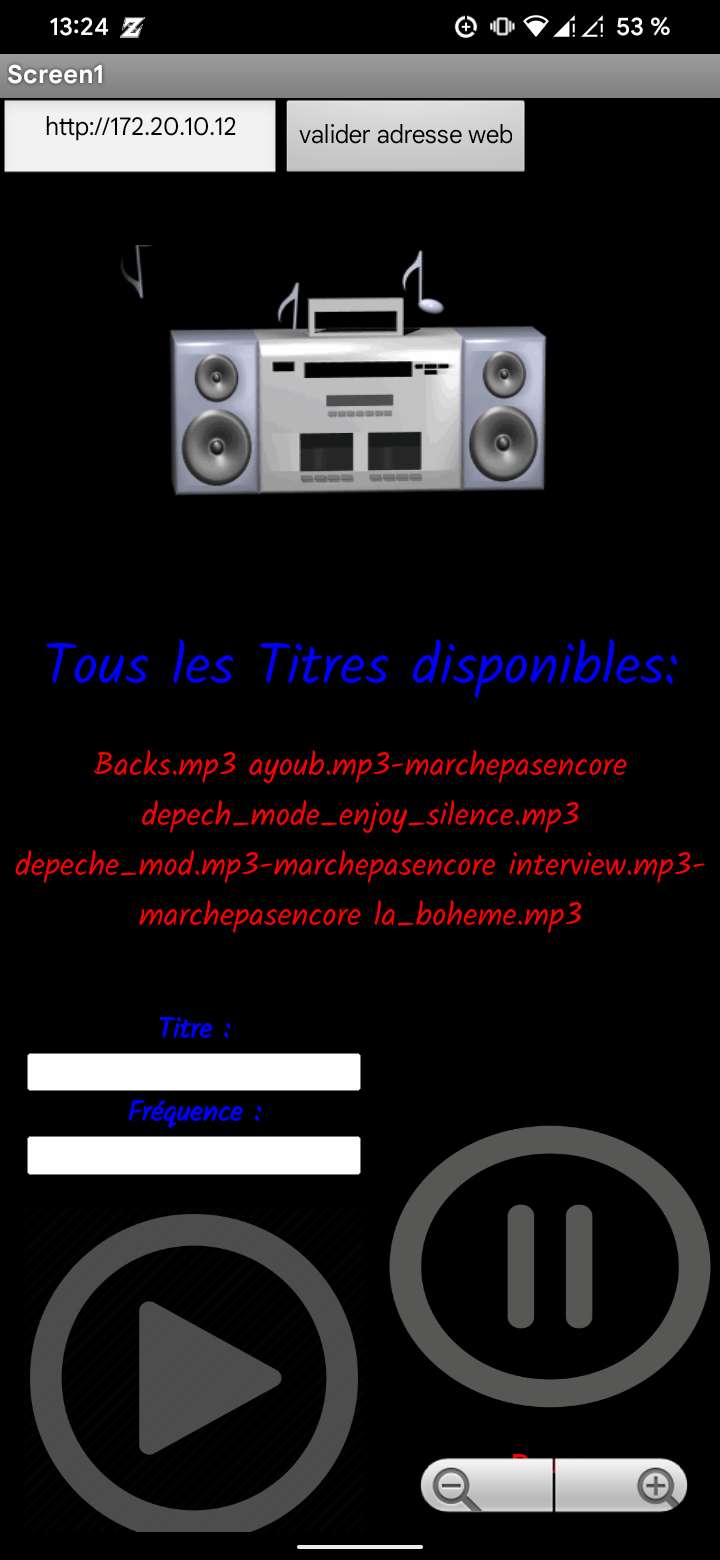 13:24
53 %
Screen1
http://172.20.10.12
valider adresse web
Tous les Titres disponibles:
Backs.mp3 ayoub.mp3-marchepasencore
depech_mode_enjoy_silence.mp3
depeche_mod.mp3-marchepasencore interview.mp3-
marchepasencore la_boheme.mp3
Titre :
Fréquence :